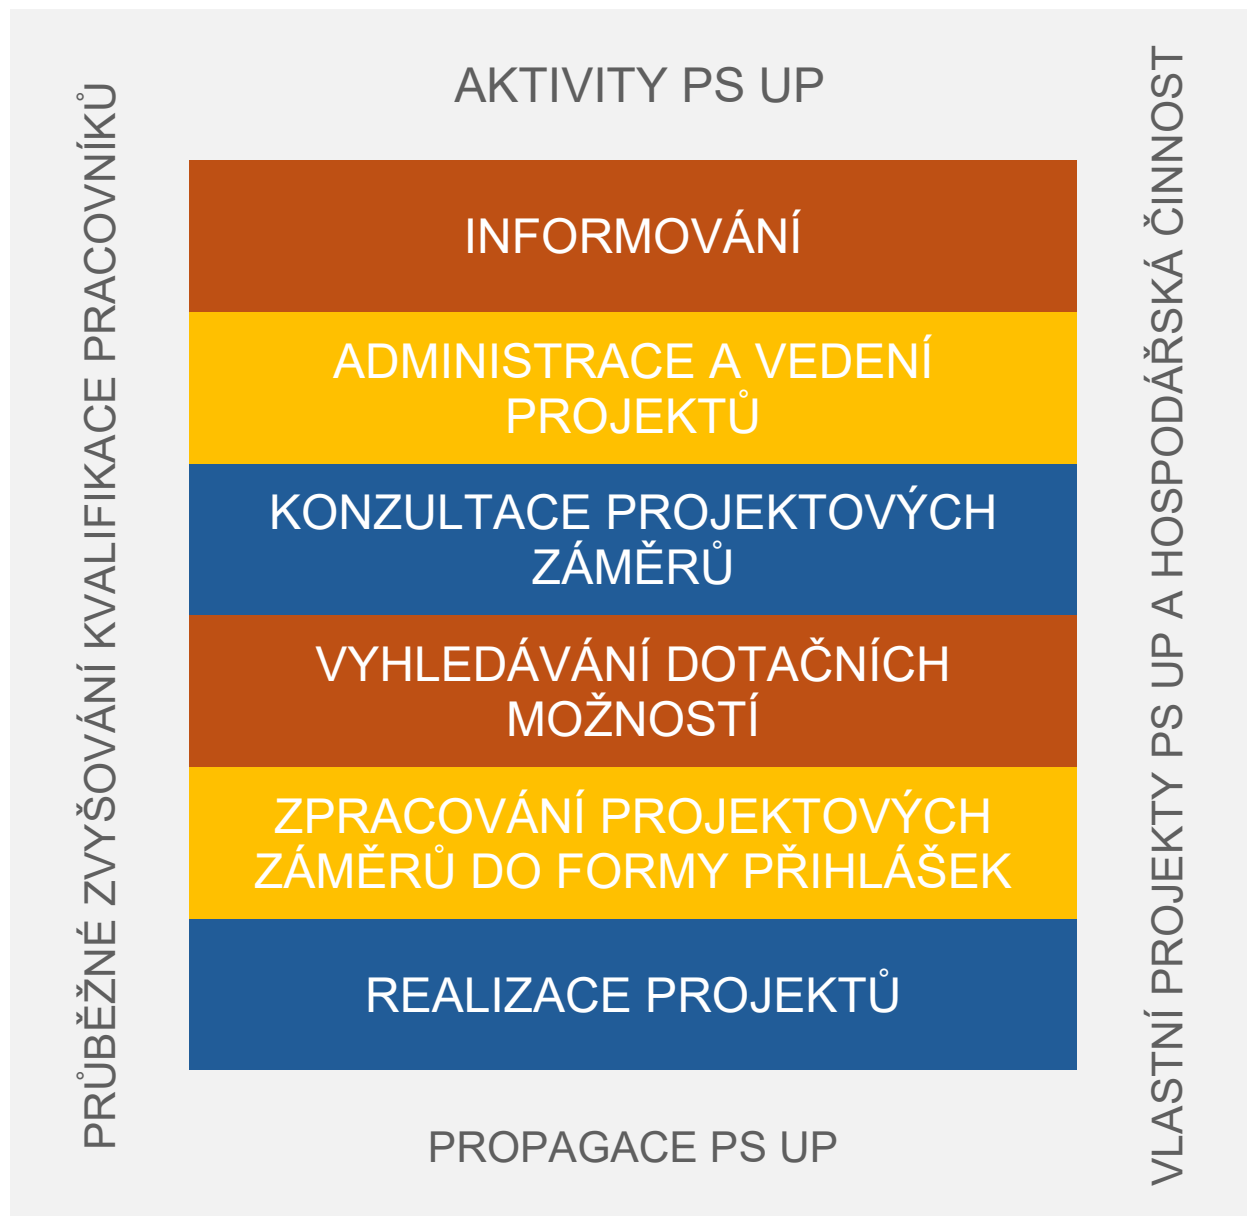 AKTIVITY PS UP
PRŮBĚŽNÉ ZVYŠOVÁNÍ KVALIFIKACE PRACOVNÍKŮ
INFORMOVÁNÍ
ADMINISTRACE A VEDENÍ
PROJEKTŮ
KONZULTACE PROJEKTOVÝCH
ZÁMĚRŮ
VYHLEDÁVÁNÍ DOTAČNÍCH
MOŽNOSTÍ
ZPRACOVÁNÍ PROJEKTOVÝCH
ZÁMĚRŮ DO FORMY PŘIHLÁŠEK
REALIZACE PROJEKTŮ
VLASTNÍ PROJEKTY PS UP A HOSPODÁŘSKÁ ČINNOST
PROPAGACE PS UP